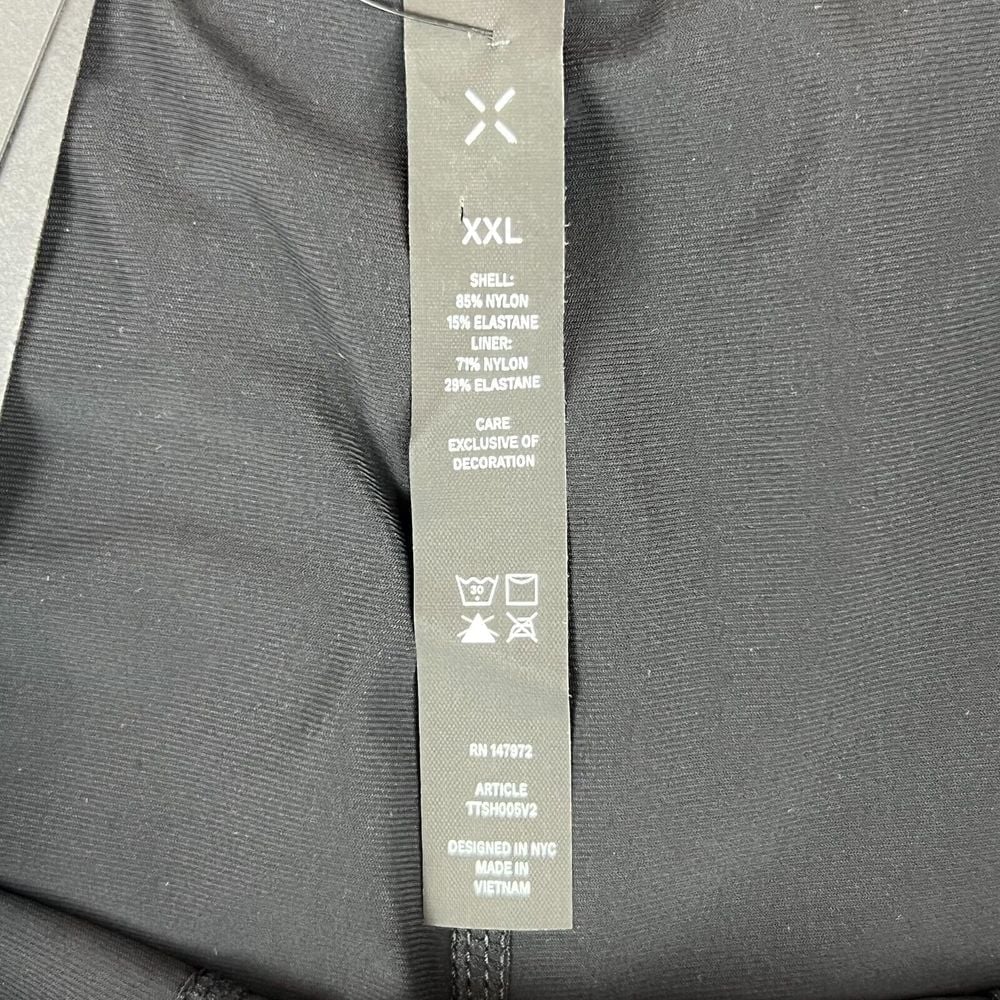 XXL
SHELL:
85% NYLON
15% ELASTANE
LINER:
71% NYLON
29% ELASTANE
CARE
EXCLUSIVE OF
DECORATION
30
RN 147972
ARTICLE
TTSH005V2
DESIGNED IN NYC
MADE IN
VIETNAM